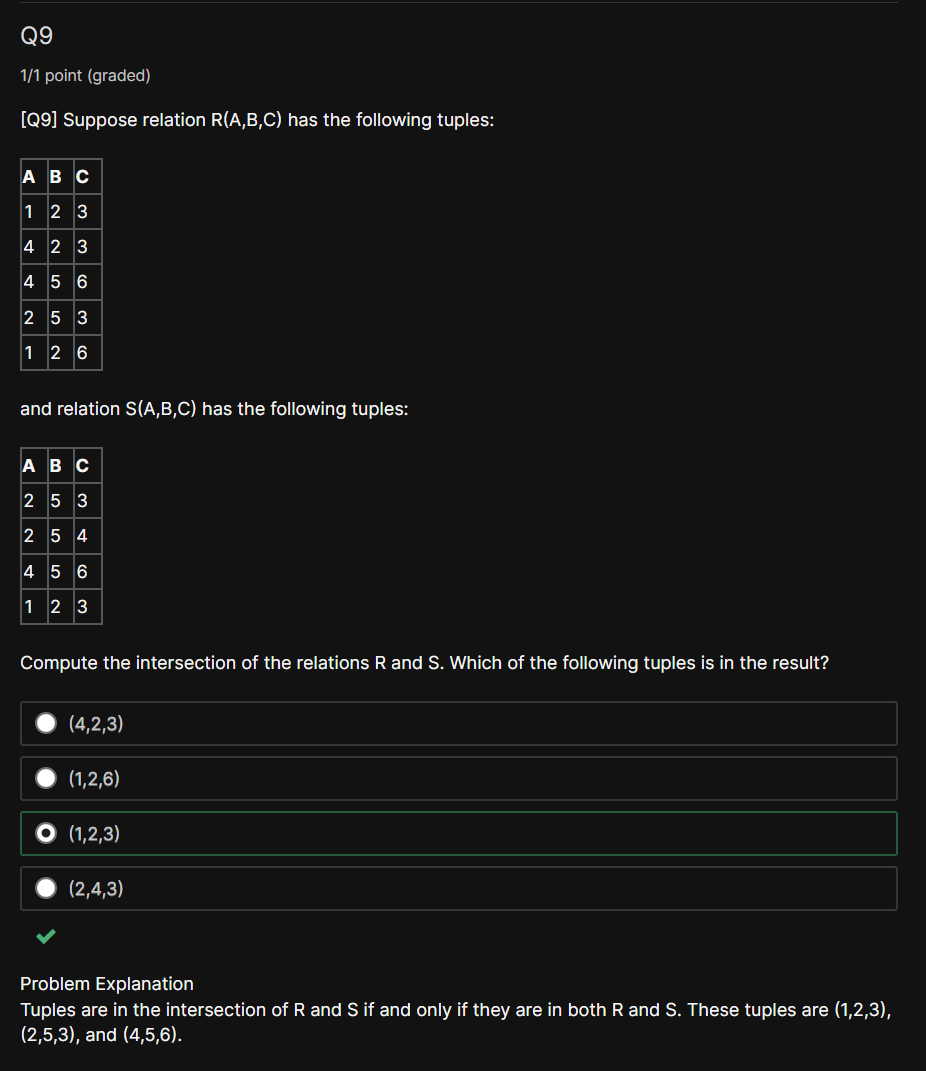 Q9
1/1 point (graded)
[Q9] Suppose relation R(A,B,C) has the following tuples:
A B C
1 2 3
4 2 3
4 5 6
2 5 3
1 2 6
and relation S(A,B,C) has the following tuples:
A B C
2 5 3
2 5 4
4 5 6
1 2 3
Compute the intersection of the relations R and S. Which of the following tuples is in the result?
(4,2,3)
(1,2,6)
(1,2,3)
(2,4,3)
Problem Explanation
Tuples are in the intersection of R and S if and only if they are in both R and S. These tuples are (1,2,3),
(2,5,3), and (4,5,6).